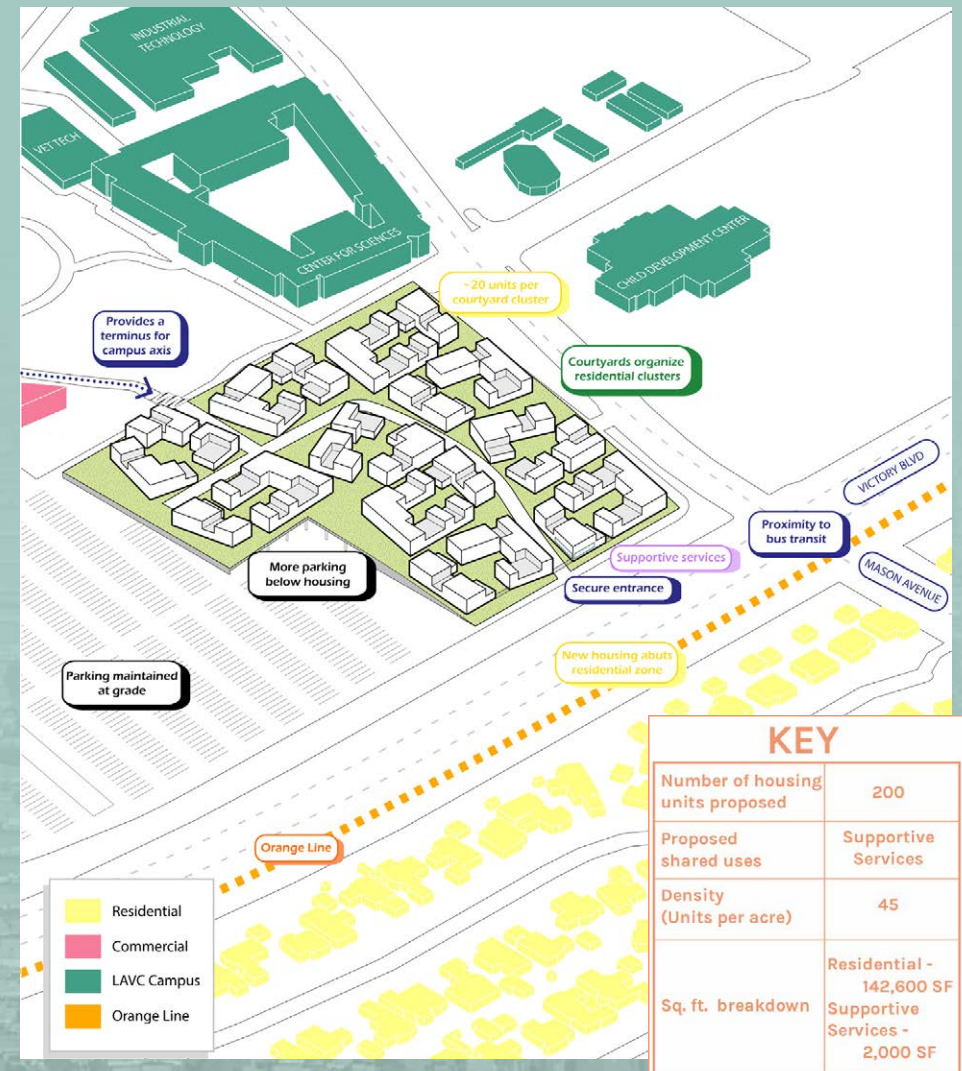 INDUSTRIAL
TECHNOLOGY
VET TECH
CENTER FOR SCIENCES
CHILD DEVELOPMENT CENTER
~20 units per
courtyard cluster
Provides a
terminus for
campus axis
Courtyards organize
residential clusters
VICTORY BLVD
Proximity to
bus transit
Supportive services
More parking
below housing
MASON AVENUE
Secure entrance
New housing abuts
residential zone
Parking maintained
at grade
Orange Line
Residential
Commercial
LAVC Campus
Orange Line
KEY
Number of housing
units proposed
200
Proposed
shared uses
Supportive
Services
Density
(Units per acre)
45
Sq. ft. breakdown
Residential -
142,600 SF
Supportive
Services -
2,000 SF